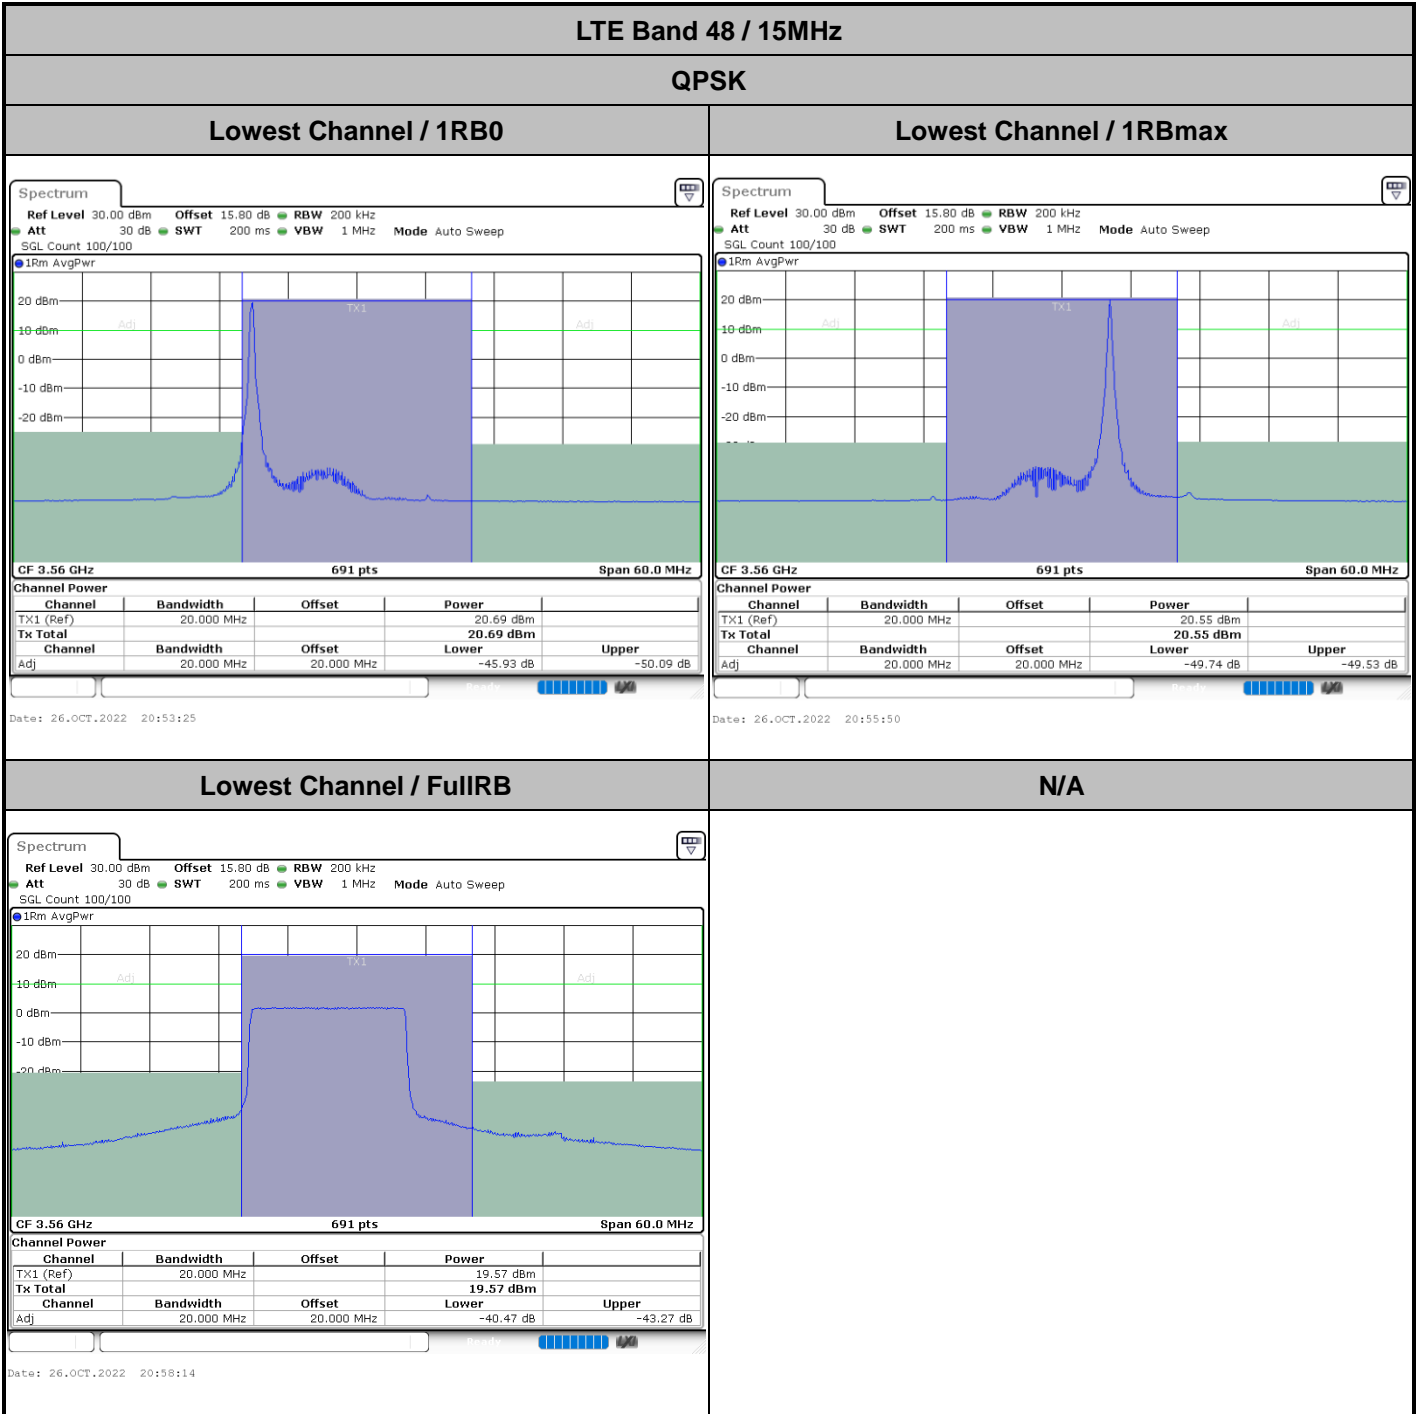 LTE Band 48 / 15MHz
QPSK
Lowest Channel / 1RB0
Lowest Channel / 1RBmax
Spectrum
Ref Level 30.00 dBm Offset 15.80 dB RBW 200 kHz
Att 30 dB SWT 200 ms VBW 1 MHz Mode Auto Sweep
SGL Count 100/100
1Rm AvgPwr
20 dBm
10 dBm
0 dBm
-10 dBm
-20 dBm
Adj
TX1
Adj
CF 3.56 GHz 691 pts Span 60.0 MHz
Channel Power
Channel Bandwidth Offset Power
TX1 (Ref) 20.000 MHz 20.69 dBm
Tx Total 20.69 dBm
Channel Bandwidth Offset Lower Upper
Adj 20.000 MHz 20.000 MHz -45.93 dB -50.09 dB
Ready
Date: 26.OCT.2022 20:53:25
Spectrum
Ref Level 30.00 dBm Offset 15.80 dB RBW 200 kHz
Att 30 dB SWT 200 ms VBW 1 MHz Mode Auto Sweep
SGL Count 100/100
1Rm AvgPwr
20 dBm
10 dBm
0 dBm
-10 dBm
-20 dBm
Adj
TX1
Adj
CF 3.56 GHz 691 pts Span 60.0 MHz
Channel Power
Channel Bandwidth Offset Power
TX1 (Ref) 20.000 MHz 20.55 dBm
Tx Total 20.55 dBm
Channel Bandwidth Offset Lower Upper
Adj 20.000 MHz 20.000 MHz -49.74 dB -49.53 dB
Ready
Date: 26.OCT.2022 20:55:50
Lowest Channel / FullRB
N/A
Spectrum
Ref Level 30.00 dBm Offset 15.80 dB RBW 200 kHz
Att 30 dB SWT 200 ms VBW 1 MHz Mode Auto Sweep
SGL Count 100/100
1Rm AvgPwr
20 dBm
10 dBm
0 dBm
-10 dBm
-20 dBm
Adj
TX1
Adj
CF 3.56 GHz 691 pts Span 60.0 MHz
Channel Power
Channel Bandwidth Offset Power
TX1 (Ref) 20.000 MHz 19.57 dBm
Tx Total 19.57 dBm
Channel Bandwidth Offset Lower Upper
Adj 20.000 MHz 20.000 MHz -40.47 dB -43.27 dB
Ready
Date: 26.OCT.2022 20:58:14